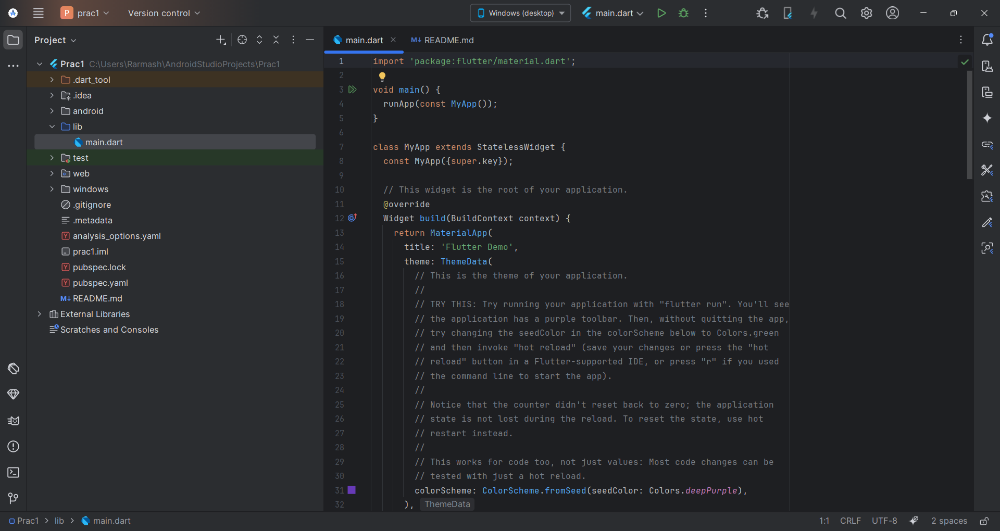 P prac1
Version control
Windows (desktop)
main.dart
Project
main.dart
M↓ README.md
Prac1 C:\Users\Rarmash\AndroidStudioProjects\Prac1
.dart_tool
.idea
android
lib
main.dart
test
web
windows
.gitignore
.metadata
Y analysis_options.yaml
prac1.iml
Y pubspec.lock
Y pubspec.yaml
M↓ README.md
External Libraries
Scratches and Consoles
1 import 'package:flutter/material.dart';
2
3 void main() {
4 runApp(const MyApp());
5 }
6
7 class MyApp extends StatelessWidget {
8 const MyApp({super.key});
9
10 // This widget is the root of your application.
11 @override
12 Widget build(BuildContext context) {
13 return MaterialApp(
14 title: 'Flutter Demo',
15 theme: ThemeData(
16 // This is the theme of your application.
17 //
18 // TRY THIS: Try running your application with "flutter run". You'll see
19 // the application has a purple toolbar. Then, without quitting the app,
20 // try changing the seedColor in the colorScheme below to Colors.green
21 // and then invoke "hot reload" (save your changes or press the "hot
22 // reload" button in a Flutter-supported IDE, or press "r" if you used
23 // the command line to start the app).
24 //
25 // Notice that the counter didn't reset back to zero; the application
26 // state is not lost during the reload. To reset the state, use hot
27 // restart instead.
28 //
29 // This works for code too, not just values: Most code changes can be
30 // tested with just a hot reload.
31 colorScheme: ColorScheme.fromSeed(seedColor: Colors.deepPurple),
32 ), ThemeData
Prac1 > lib > main.dart
1:1 CRLF UTF-8 2 spaces